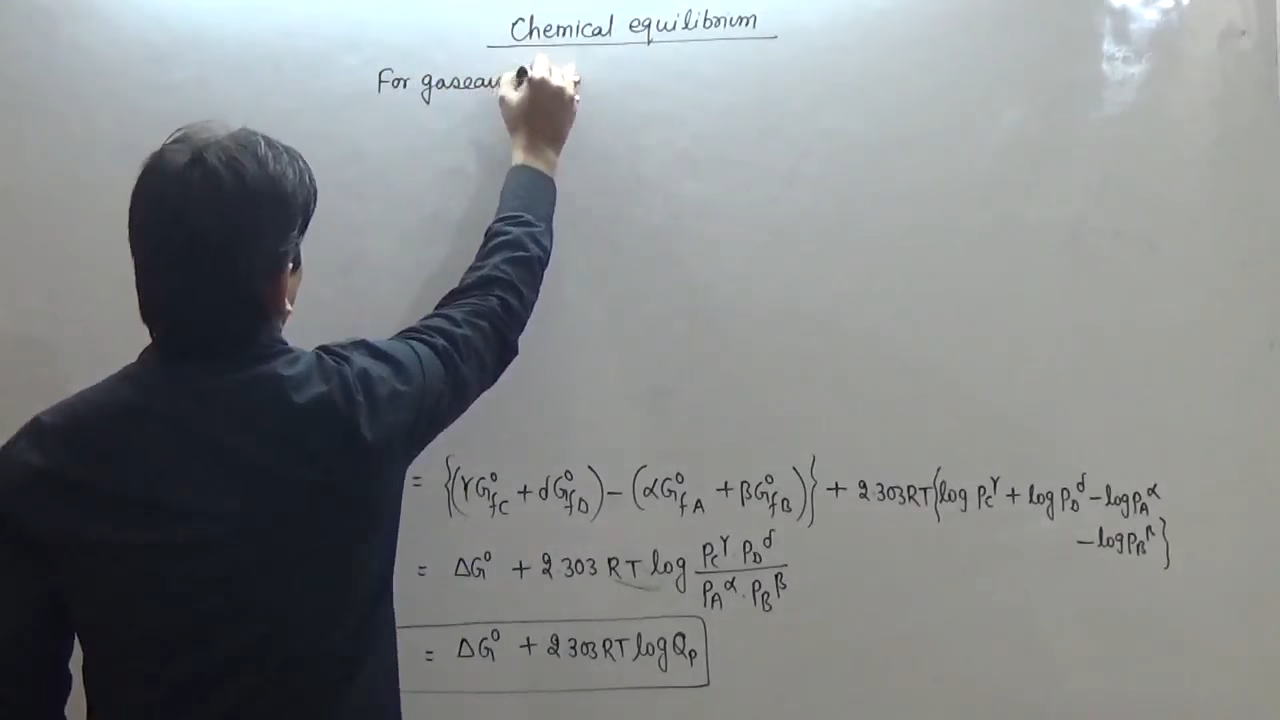 Chemical equilibrium
For gaseou
= {(γG°fC + dG°fD) - (αG°fA + βG°fB)} + 2 303RT{log PC^γ + log PD^d - log PA^α
- log PB^β}
= ΔG° + 2 303 RT log (PC^γ · PD^d)/(PA^α · PB^β)
= ΔG° + 2 303RT log QP